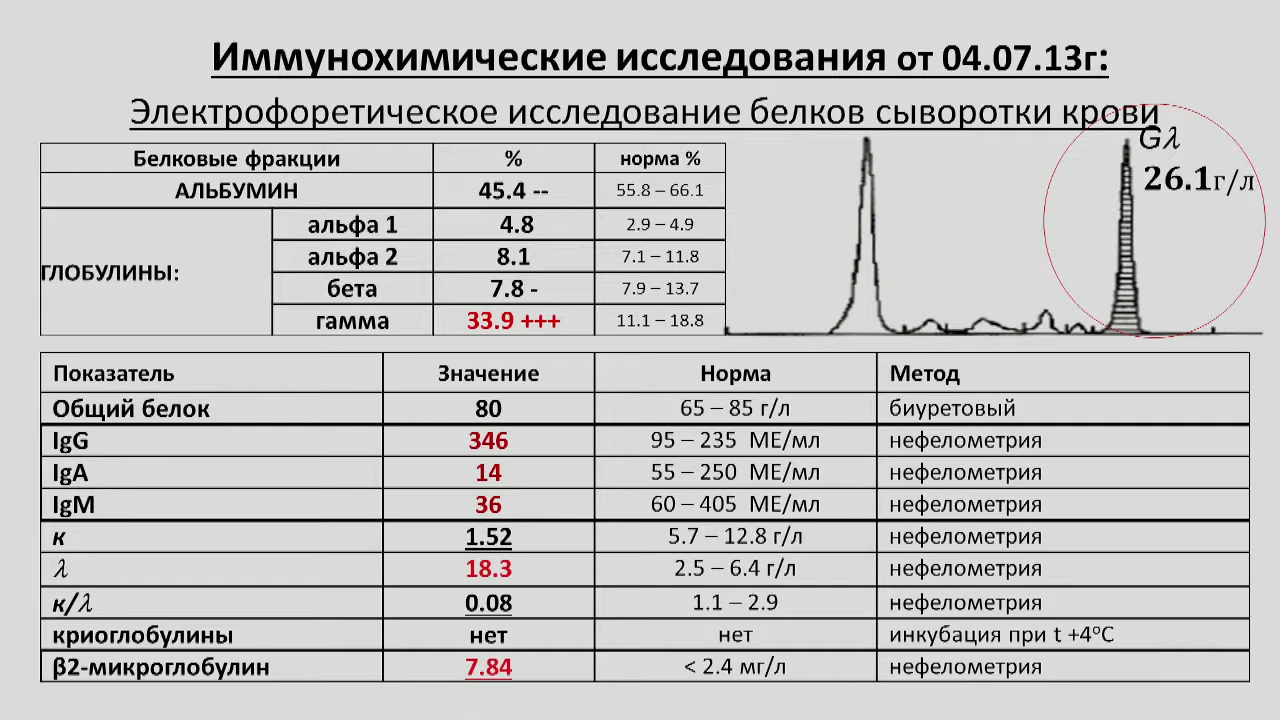 Иммунохимические исследования от 04.07.13г:
Электрофоретическое исследование белков сыворотки крови
Белковые фракции % норма %
АЛЬБУМИН 45.4 -- 55.8 – 66.1
ГЛОБУЛИНЫ:
альфа 1 4.8 2.9 – 4.9
альфа 2 8.1 7.1 – 11.8
бета 7.8 - 7.9 – 13.7
гамма 33.9 +++ 11.1 – 18.8
Gλ
26.1г/л
Показатель Значение Норма Метод
Общий белок 80 65 – 85 г/л биуретовый
IgG 346 95 – 235 МЕ/мл нефелометрия
IgA 14 55 – 250 МЕ/мл нефелометрия
IgM 36 60 – 405 МЕ/мл нефелометрия
κ 1.52 5.7 – 12.8 г/л нефелометрия
λ 18.3 2.5 – 6.4 г/л нефелометрия
κ/λ 0.08 1.1 – 2.9 нефелометрия
криоглобулины нет нет инкубация при t +4°C
β2-микроглобулин 7.84 < 2.4 мг/л нефелометрия